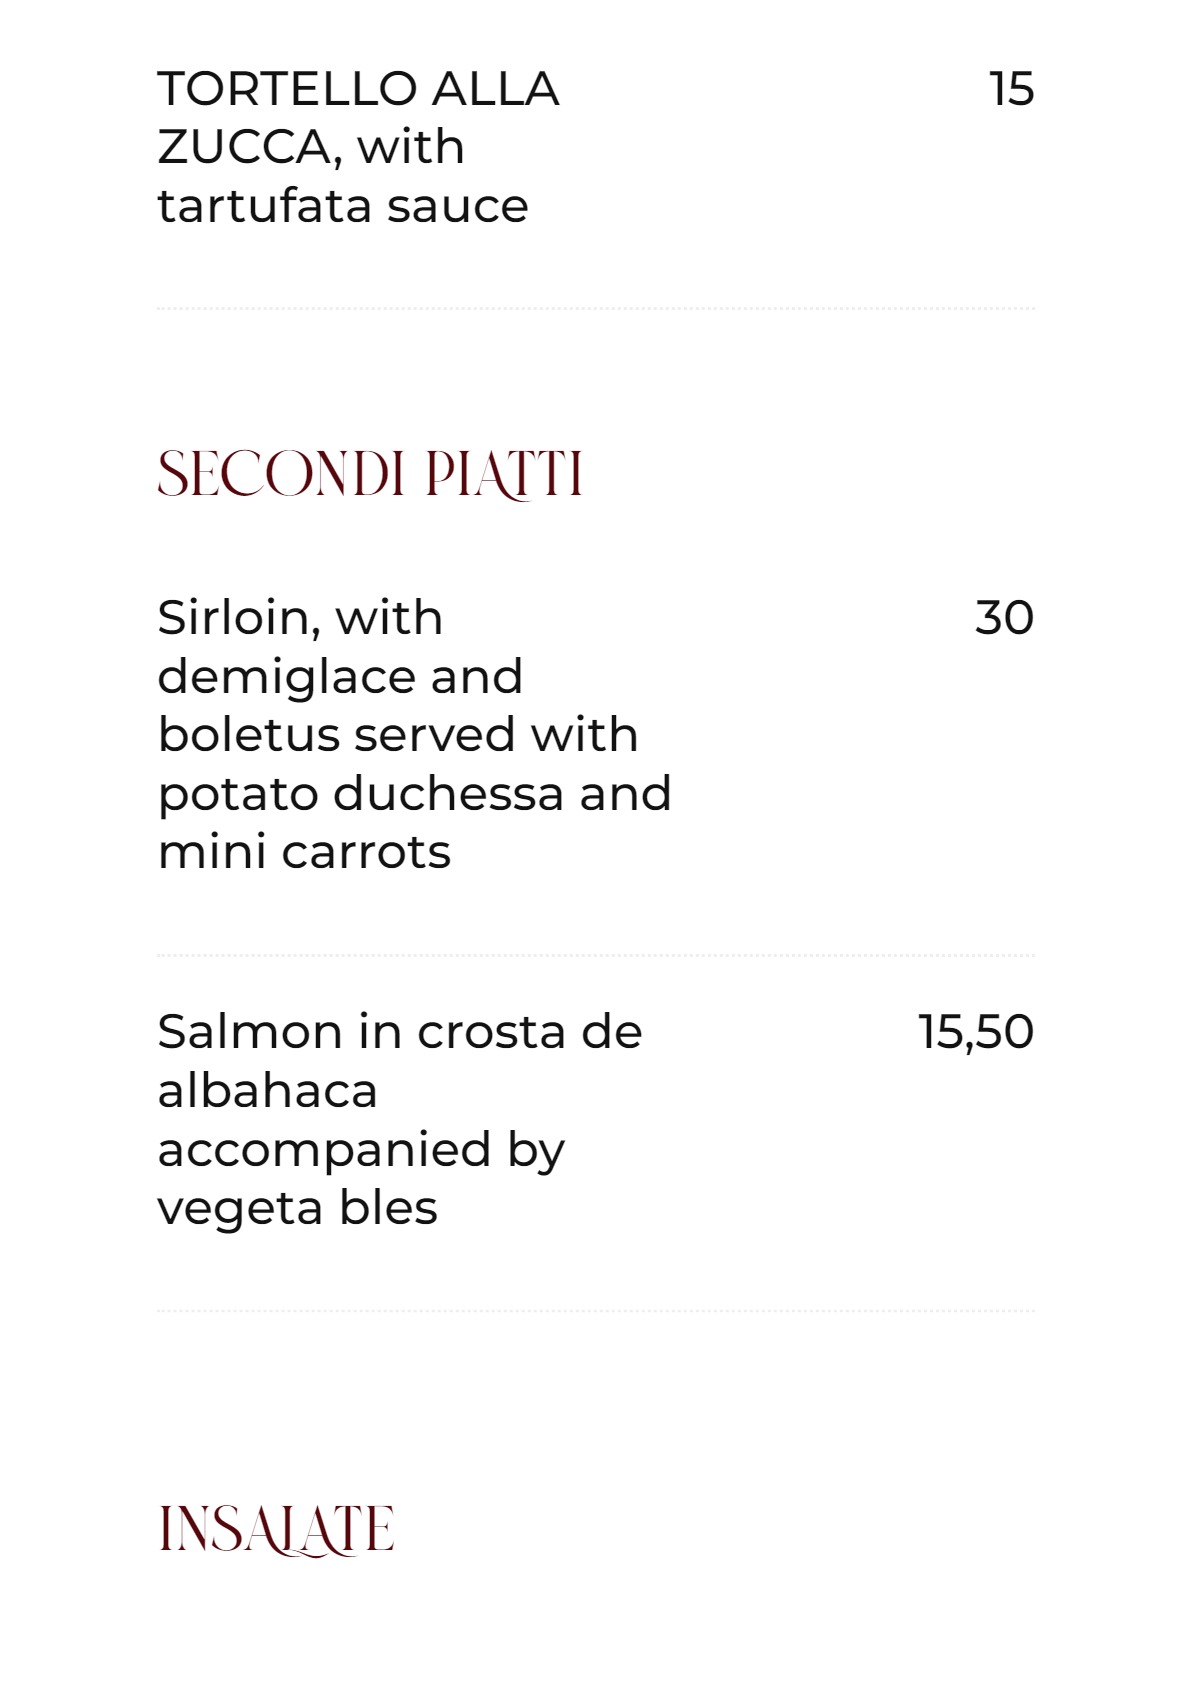 TORTELLO ALLA 15
ZUCCA, with
tartufata sauce
SECONDI PIATTI
Sirloin, with 30
demiglace and
boletus served with
potato duchessa and
mini carrots
Salmon in crosta de 15,50
albahaca
accompanied by
vegeta bles
INSALATE